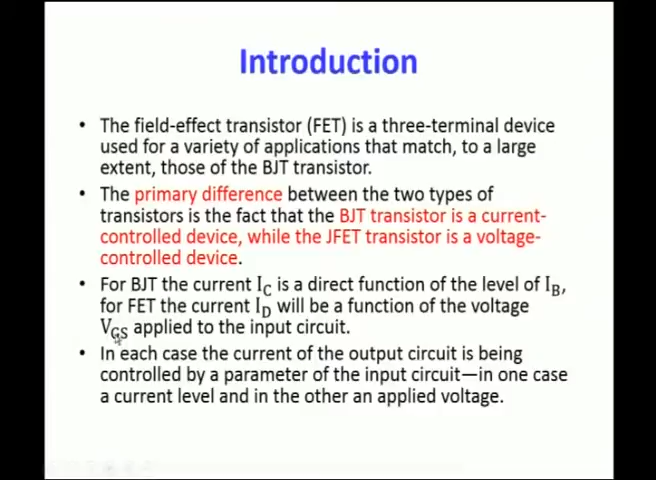 Introduction
• The field-effect transistor (FET) is a three-terminal device
used for a variety of applications that match, to a large
extent, those of the BJT transistor.
• The primary difference between the two types of
transistors is the fact that the BJT transistor is a current-
controlled device, while the JFET transistor is a voltage-
controlled device.
• For BJT the current I_C is a direct function of the level of I_B,
for FET the current I_D will be a function of the voltage
V_GS applied to the input circuit.
• In each case the current of the output circuit is being
controlled by a parameter of the input circuit—in one case
a current level and in the other an applied voltage.